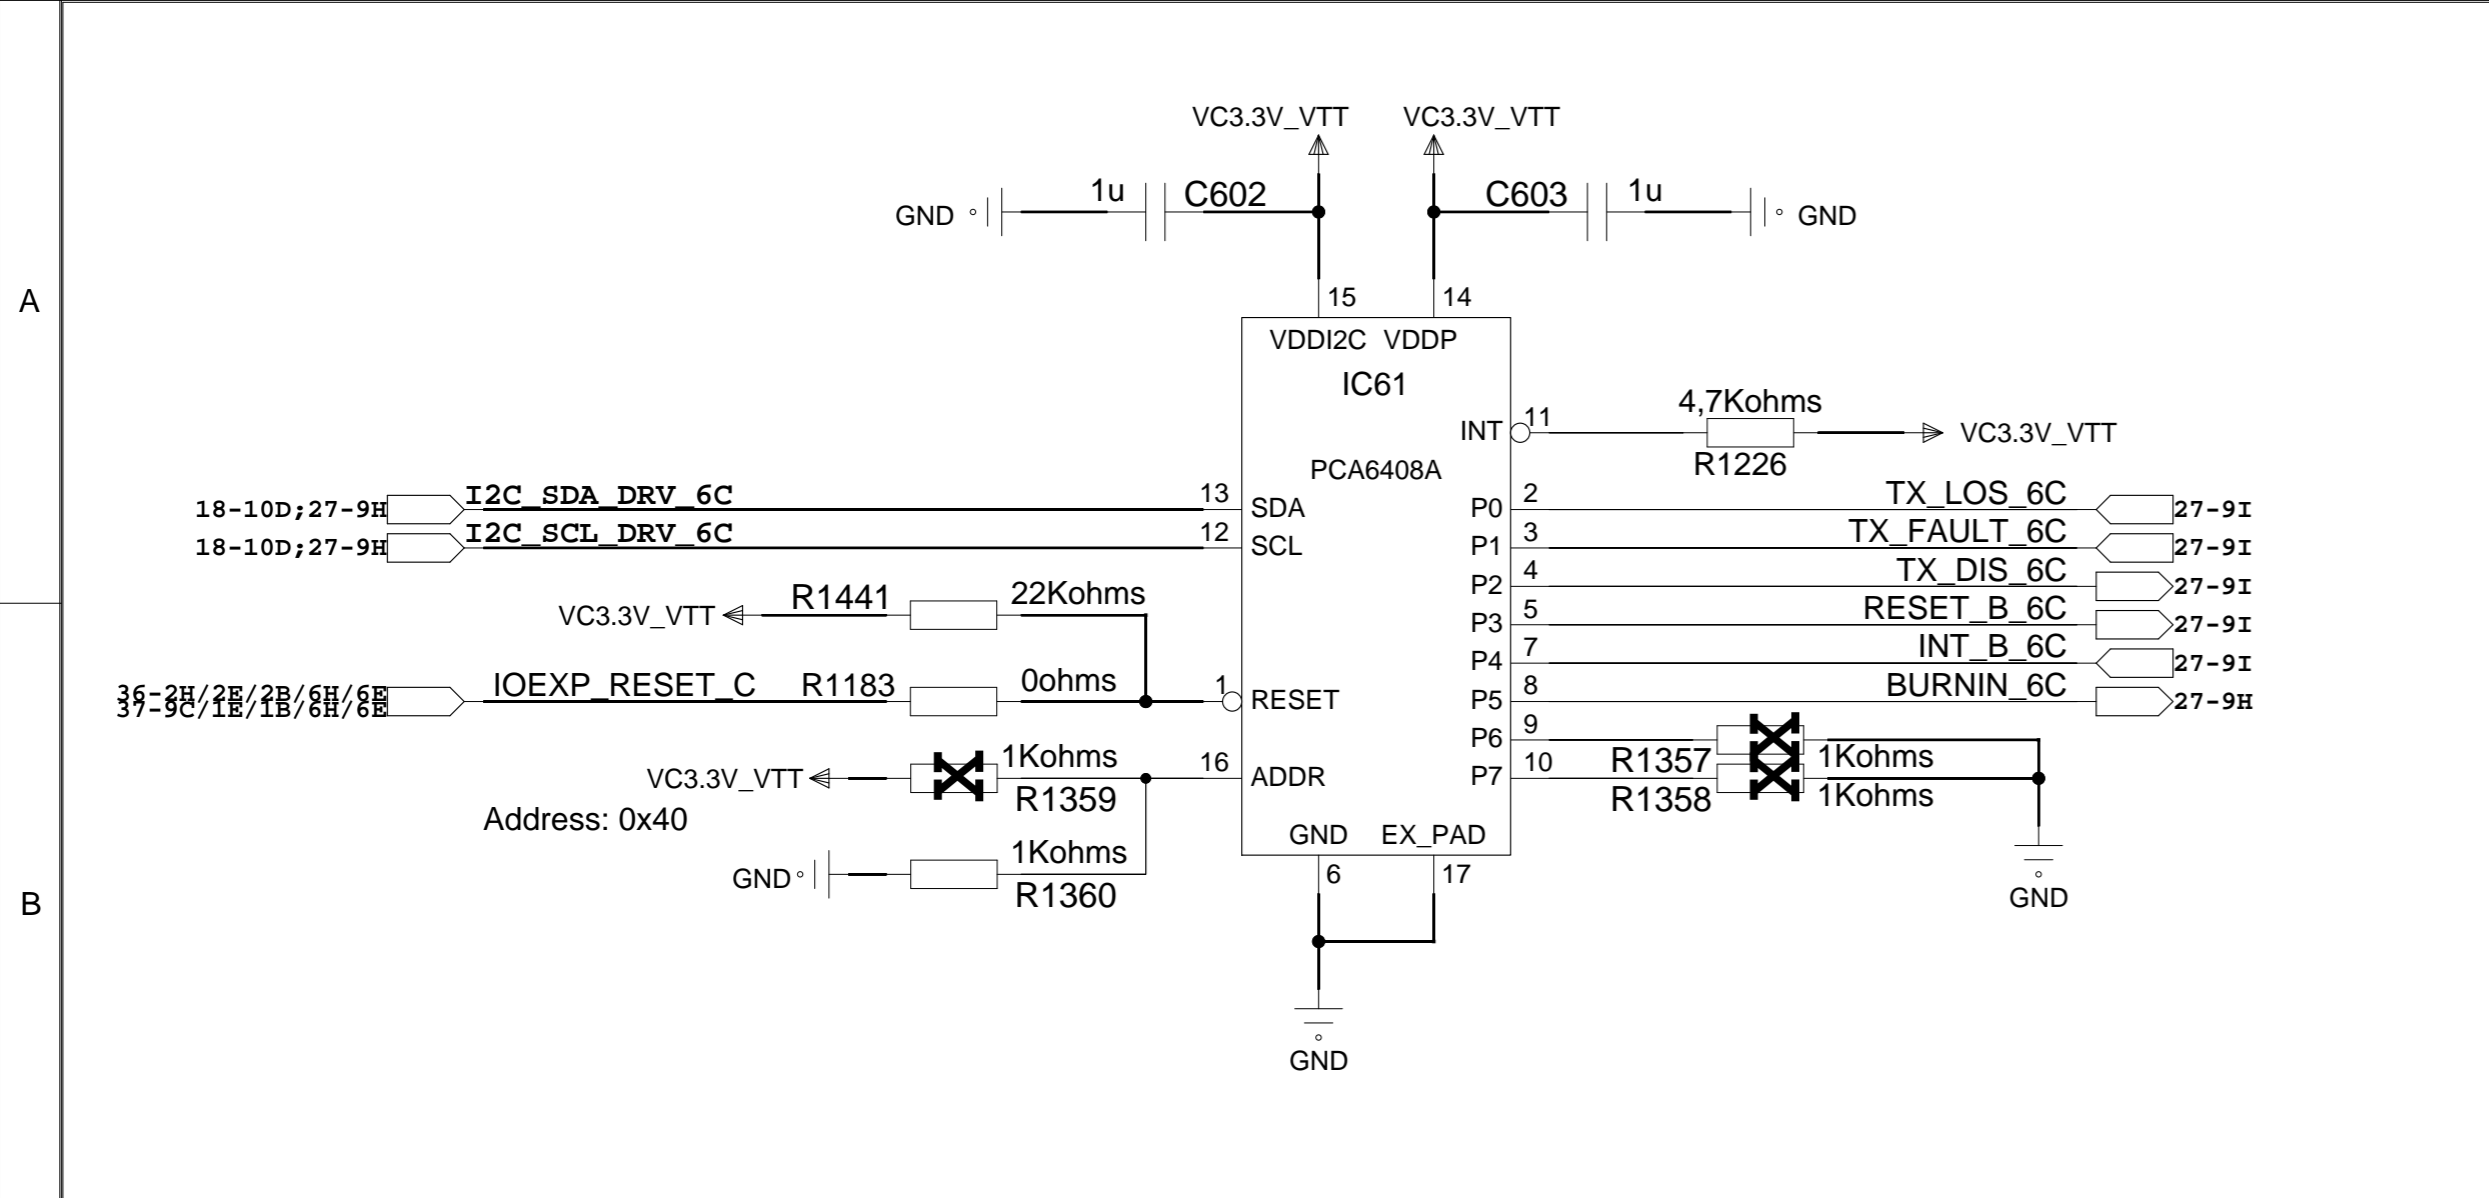 VC3.3V_VTT VC3.3V_VTT
GND 1u C602 C603 1u GND
A
15 14
VDDI2C VDDP
IC61
4,7Kohms
INT 11 VC3.3V_VTT
R1226
PCA6408A
18-10D;27-9H I2C_SDA_DRV_6C 13 SDA P0 2 TX_LOS_6C 27-9I
18-10D;27-9H I2C_SCL_DRV_6C 12 SCL P1 3 TX_FAULT_6C 27-9I
P2 4 TX_DIS_6C 27-9I
VC3.3V_VTT R1441 22Kohms P3 5 RESET_B_6C 27-9I
P4 7 INT_B_6C 27-9I
36-2H/2E/2B/6H/6E
37-9C/1E/1B/6H/6E
IOEXP_RESET_C R1183 0ohms 1 RESET P5 8 BURNIN_6C 27-9H
P6 9 R1357 1Kohms
VC3.3V_VTT 1Kohms R1359 16 ADDR P7 10 R1358 1Kohms
Address: 0x40
GND EX_PAD
GND 1Kohms R1360 6 17 GND
B
GND